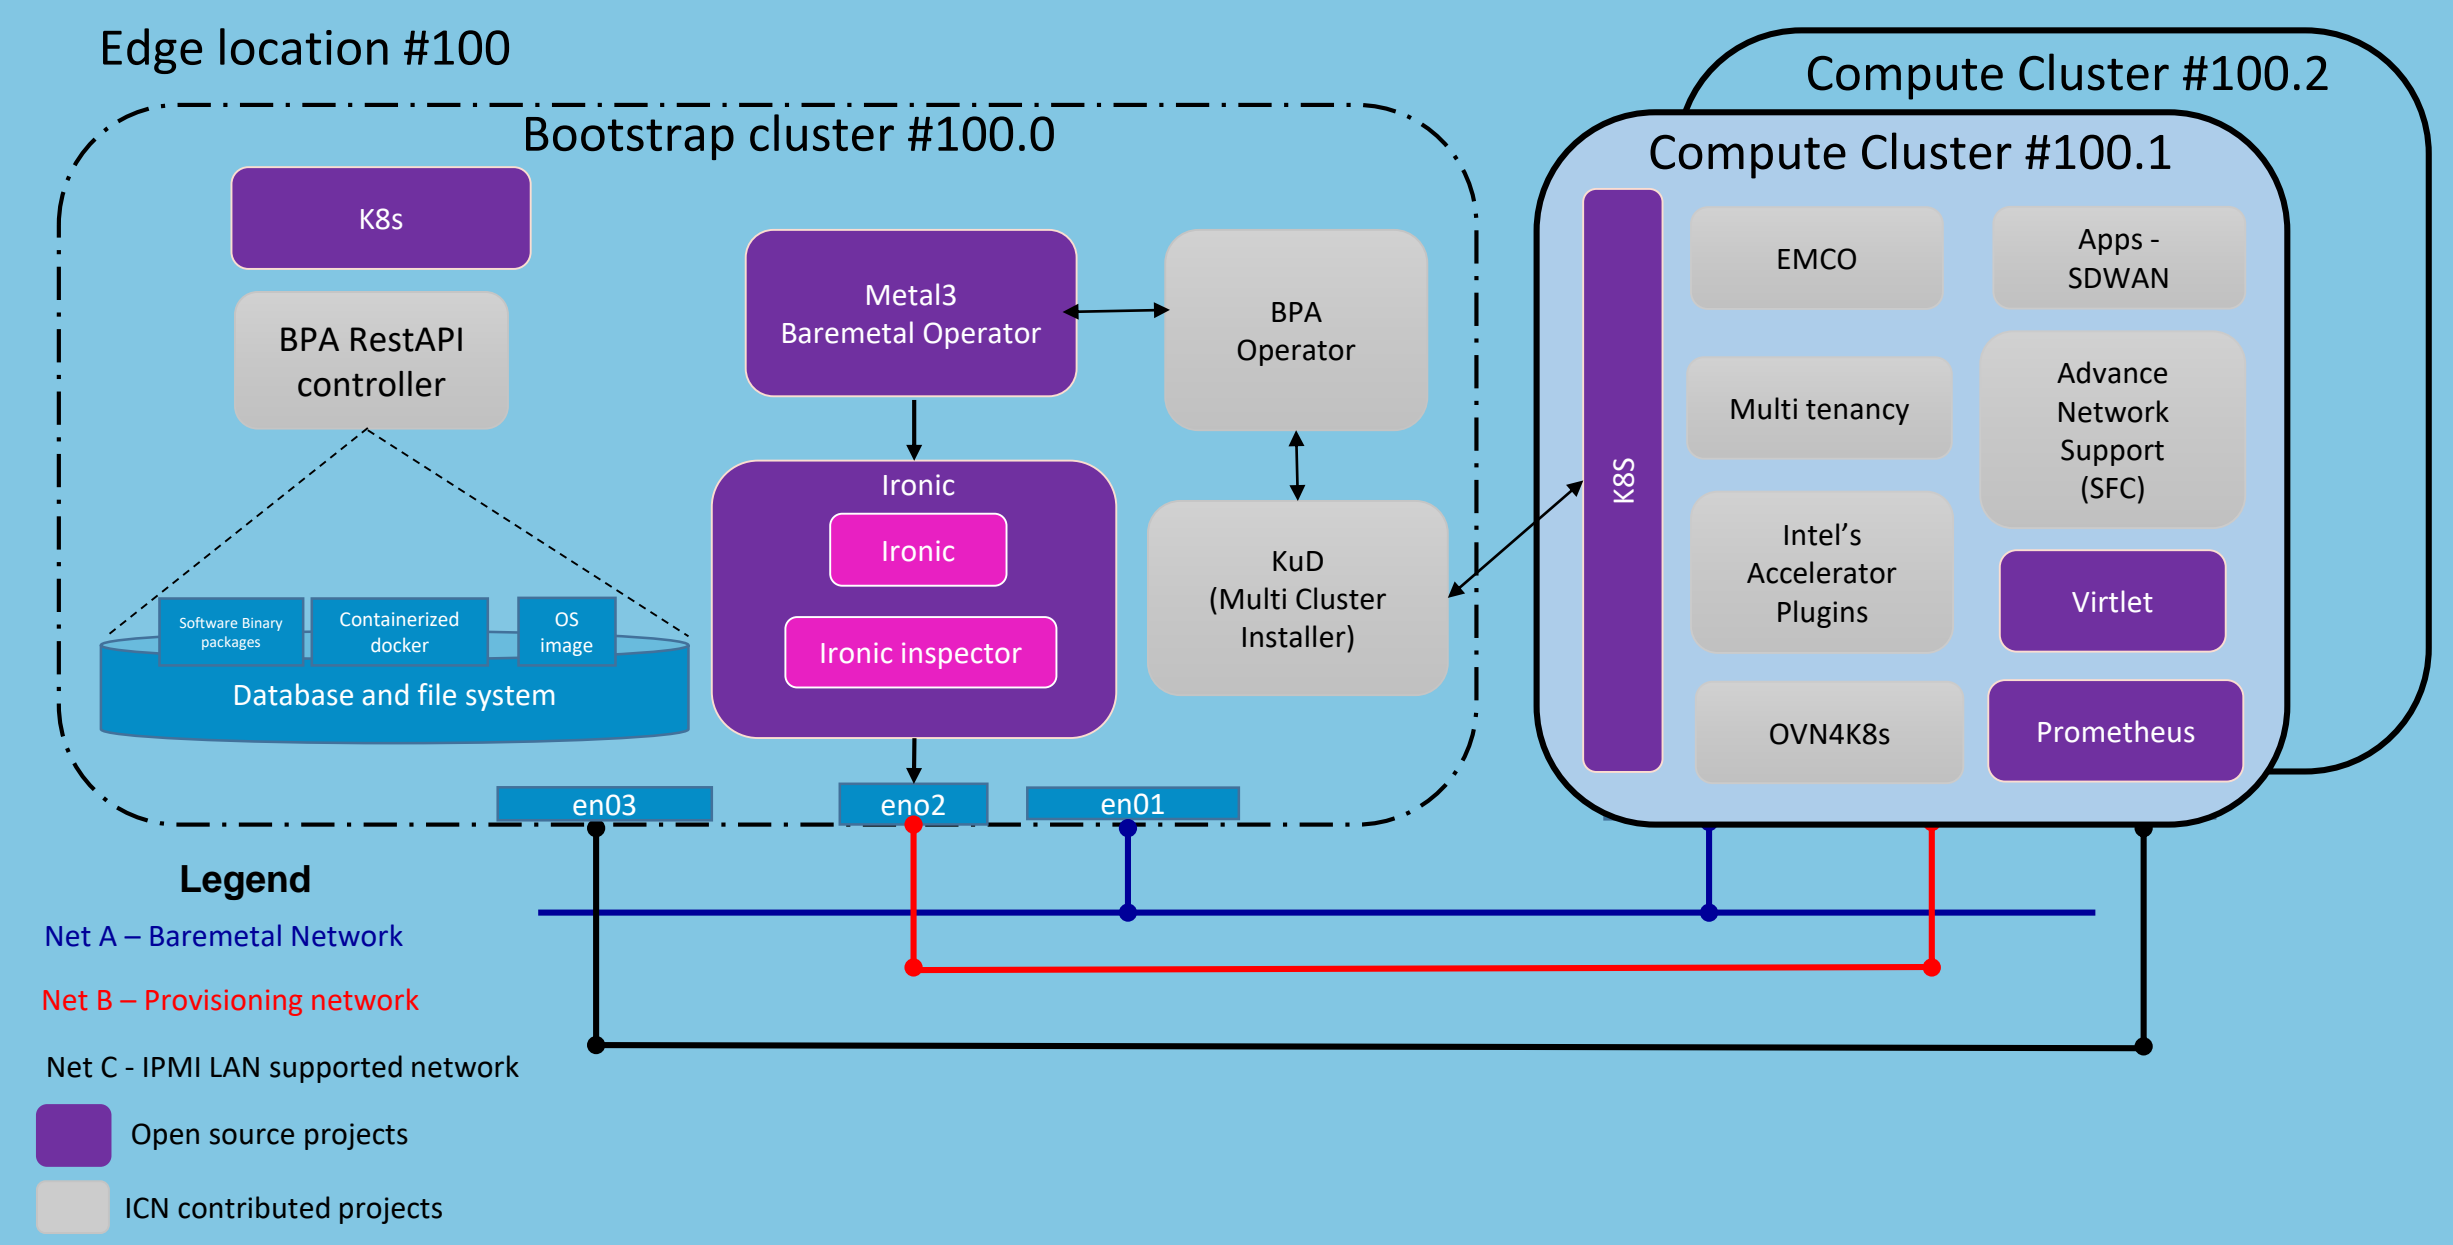 Edge location #100
Bootstrap cluster #100.0
K8s
BPA RestAPI
controller
Software Binary
packages
Containerized
docker
OS
image
Database and file system
Metal3
Baremetal Operator
BPA
Operator
Ironic
Ironic
Ironic inspector
KuD
(Multi Cluster
Installer)
en03
eno2
en01
Compute Cluster #100.2
Compute Cluster #100.1
K8S
EMCO
Apps -
SDWAN
Multi tenancy
Advance
Network
Support
(SFC)
Intel’s
Accelerator
Plugins
Virtlet
OVN4K8s
Prometheus
Legend
Net A – Baremetal Network
Net B – Provisioning network
Net C - IPMI LAN supported network
Open source projects
ICN contributed projects